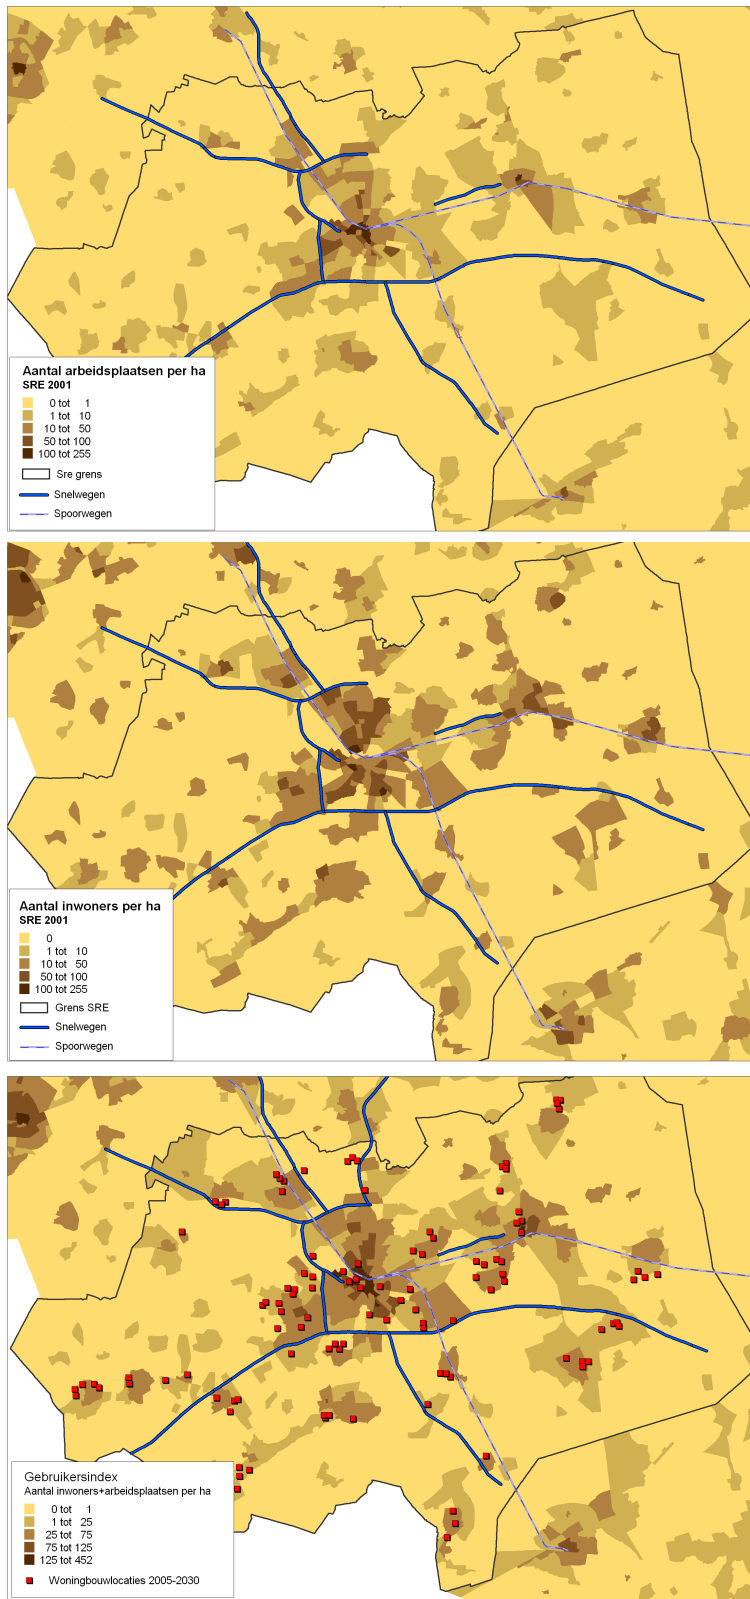 Aantal arbeidsplaatsen per ha
SRE 2001
0 tot 1
1 tot 10
10 tot 50
50 tot 100
100 tot 255
Sre grens
Snelwegen
Spoorwegen
Aantal inwoners per ha
SRE 2001
0
1 tot 10
10 tot 50
50 tot 100
100 tot 255
Grens SRE
Snelwegen
Spoorwegen
Gebruikersindex
Aantal inwoners+arbeidsplaatsen per ha
0 tot 1
1 tot 25
25 tot 75
75 tot 125
125 tot 452
Woningbouwlocaties 2005-2030